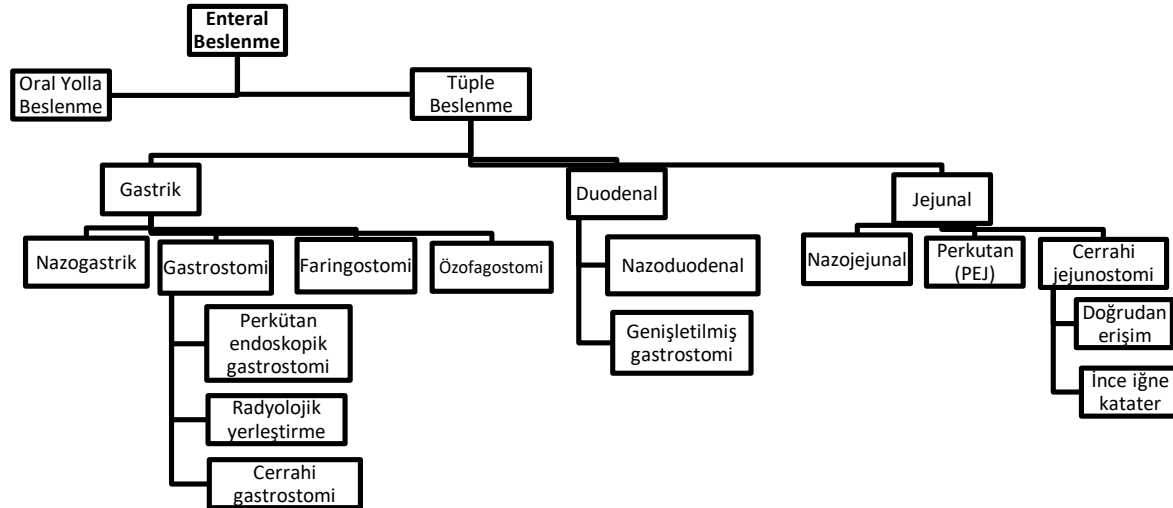 Enteral
Beslenme
Oral Yolla
Beslenme
Tüple
Beslenme
Gastrik
Duodenal
Jejunal
Nazogastrik
Gastrostomi
Faringostomi
Özofagostomi
Nazoduodenal
Nazojejunal
Perkutan
(PEJ)
Cerrahi
jejunostomi
Perkütan
endoskopik
gastrostomi
Genişletilmiş
gastrostomi
Doğrudan
erişim
Radyolojik
yerleştirme
İnce iğne
katater
Cerrahi
gastrostomi